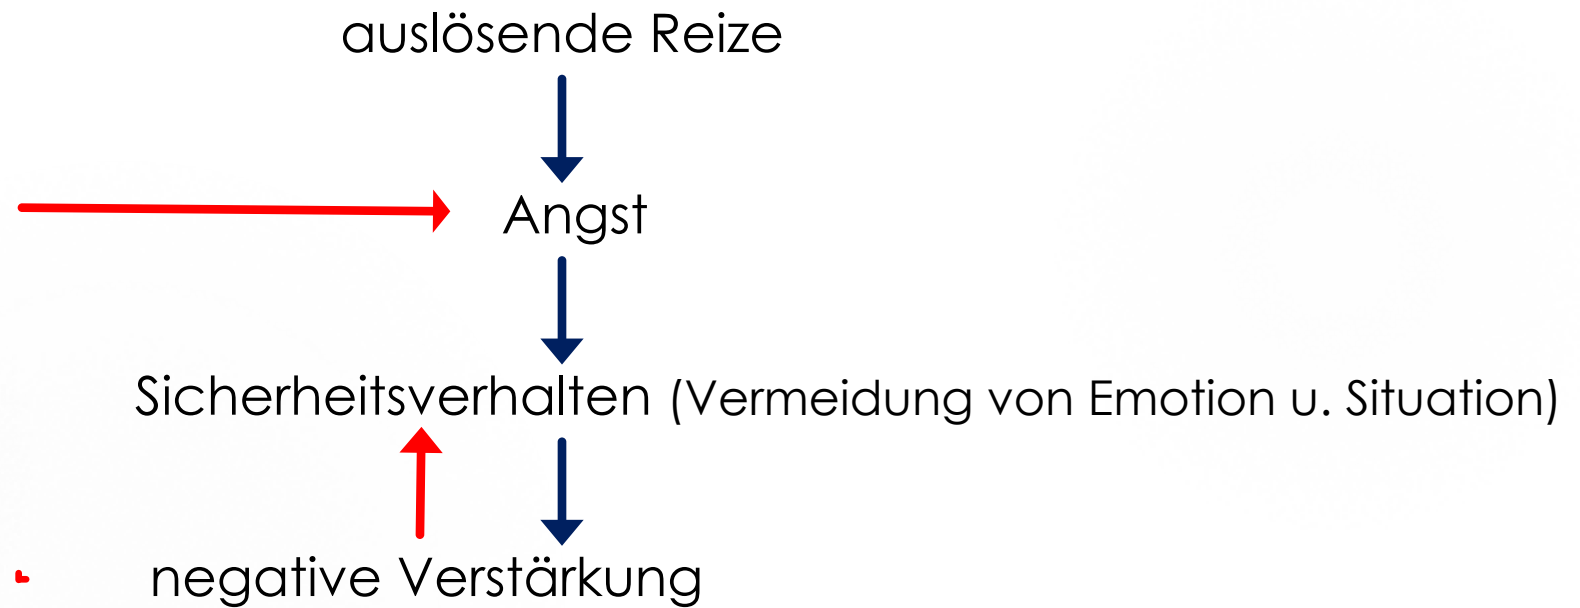 auslösende Reize
Angst
Sicherheitsverhalten (Vermeidung von Emotion u. Situation)
negative Verstärkung